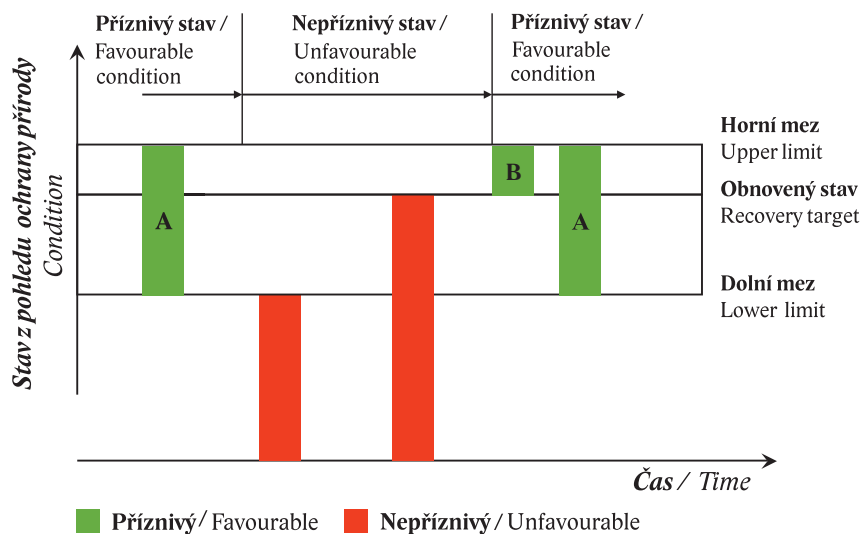 Příznivý stav /
Favourable
condition
Nepříznivý stav /
Unfavourable
condition
Příznivý stav /
Favourable
condition
Stav z pohledu ochrany přírody
Condition
Horní mez
Upper limit
Obnovený stav
Recovery target
Dolní mez
Lower limit
A
B
A
Čas / Time
Příznivý / Favourable
Nepříznivý / Unfavourable